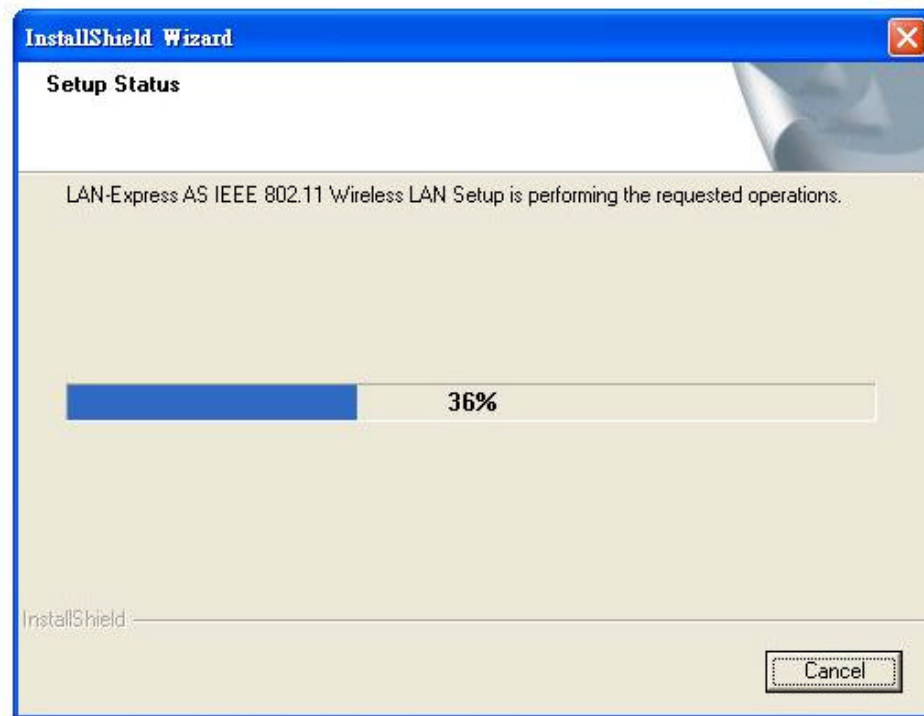 InstallShield Wizard
Setup Status
LAN-Express AS IEEE 802.11 Wireless LAN Setup is performing the requested operations.
36%
InstallShield
Cancel